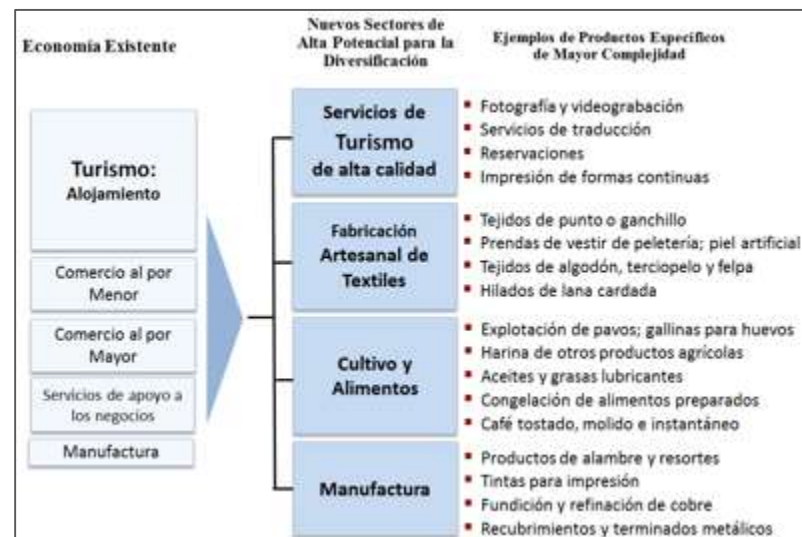 Economía Existente
Nuevos Sectores de
Alta Potencial para la
Diversificación
Ejemplos de Productos Específicos
de Mayor Complejidad
Turismo:
Alojamiento
Comercio al por
Menor
Comercio al por
Mayor
Servicios de apoyo a
los negocios
Manufactura
Servicios de
Turismo
de alta calidad
▪ Fotografía y videograbación
▪ Servicios de traducción
▪ Reservaciones
▪ Impresión de formas continuas
Fabricación
Artesanal de
Textiles
▪ Tejidos de punto o ganchillo
▪ Prendas de vestir de peletería; piel artificial
▪ Tejidos de algodón, terciopelo y felpa
▪ Hilados de lana cardada
Cultivo y
Alimentos
▪ Explotación de pavos; gallinas para huevos
▪ Harina de otros productos agrícolas
▪ Aceites y grasas lubricantes
▪ Congelación de alimentos preparados
▪ Café tostado, molido e instantáneo
Manufactura
▪ Productos de alambre y resortes
▪ Tintas para impresión
▪ Fundición y refinación de cobre
▪ Recubrimientos y terminados metálicos